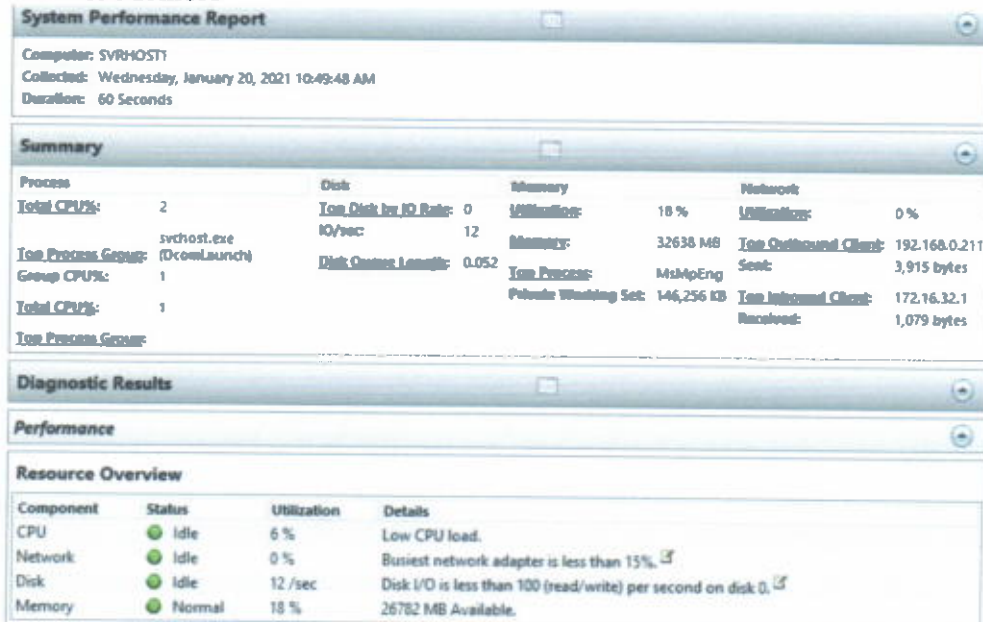 System Performance Report
Computer: SVRHOST1
Collected: Wednesday, January 20, 2021 10:49:48 AM
Duration: 60 Seconds
Summary
Process
Total CPU%: 2
Top Process Group: svchost.exe (DcomLaunch)
Group CPU%: 1
Total CPU%: 1
Top Process Group:
Disk
Top Disk by IO Rate: 0
IO/sec: 12
Disk Queue Length: 0.052
Memory
Utilization: 18 %
Memory: 32638 MB
Top Process: MsMpEng
Private Working Set: 146,256 KB
Network
Utilization: 0 %
Top Outbound Client: 192.168.0.211
Sent: 3,915 bytes
Top Inbound Client: 172.16.32.1
Received: 1,079 bytes
Diagnostic Results
Performance
Resource Overview
Component Status Utilization Details
CPU Idle 6 % Low CPU load.
Network Idle 0 % Busiest network adapter is less than 15%.
Disk Idle 12 /sec Disk I/O is less than 100 (read/write) per second on disk 0.
Memory Normal 18 % 26782 MB Available.